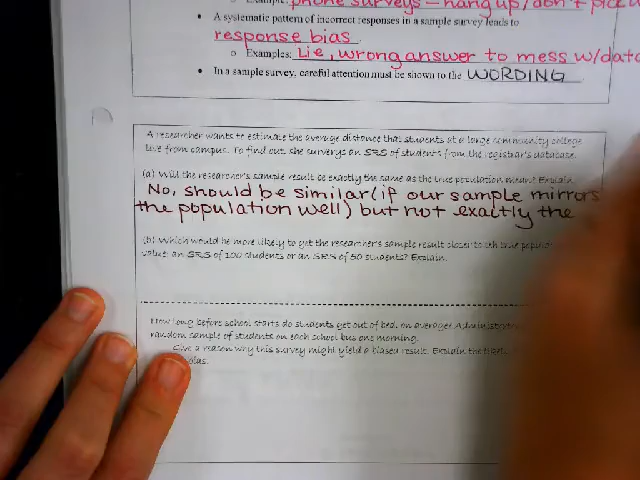 Example: phone surveys - hang up / don't pick u
• A systematic pattern of incorrect responses in a sample survey leads to
response bias
o Examples: Lie, wrong answer to mess w/data
• In a sample survey, careful attention must be shown to the WORDING
A researcher wants to estimate the average distance that students at a large community college
live from campus. To find out, she surverys an SRS of students from the registrar's database.
(a) Will the researcher's sample result be exactly the same as the true population mean? Explain.
No, should be similar (if our sample mirrors
the population well) but not exactly the
(b) Which would be more likely to get the researcher's sample result closer to teh true popul
value: an SRS of 100 students or an SRS of 50 students? Explain.
How long before school starts do students get out of bed, on average? Administrat
random sample of students on each school bus one morning.
Give a reason why this survey might yield a biased result. Explain the
bias.